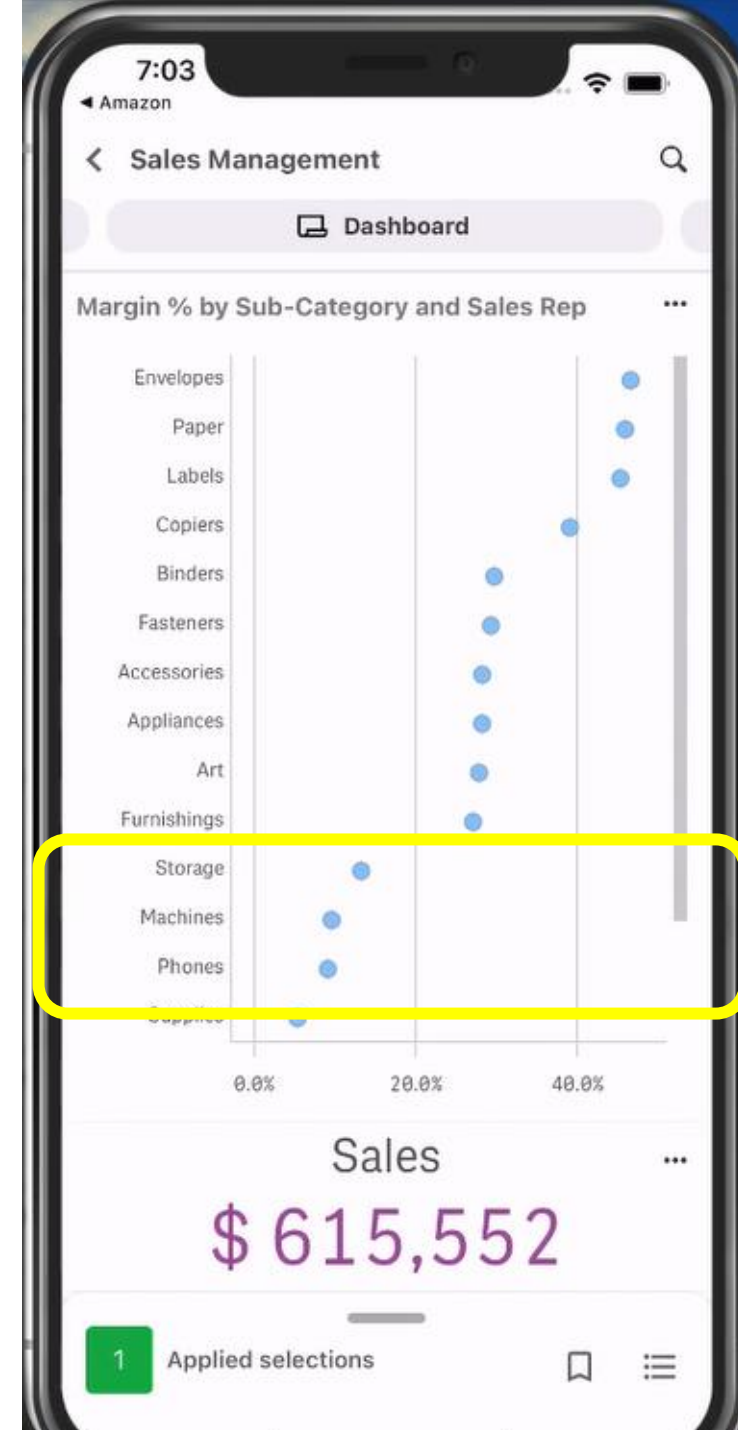 7:03
◀ Amazon
Sales Management
Dashboard
Margin % by Sub-Category and Sales Rep
Envelopes
Paper
Labels
Copiers
Binders
Fasteners
Accessories
Appliances
Art
Furnishings
Storage
Machines
Phones
Supplies
0.0% 20.0% 40.0%
Sales
$ 615,552
1 Applied selections